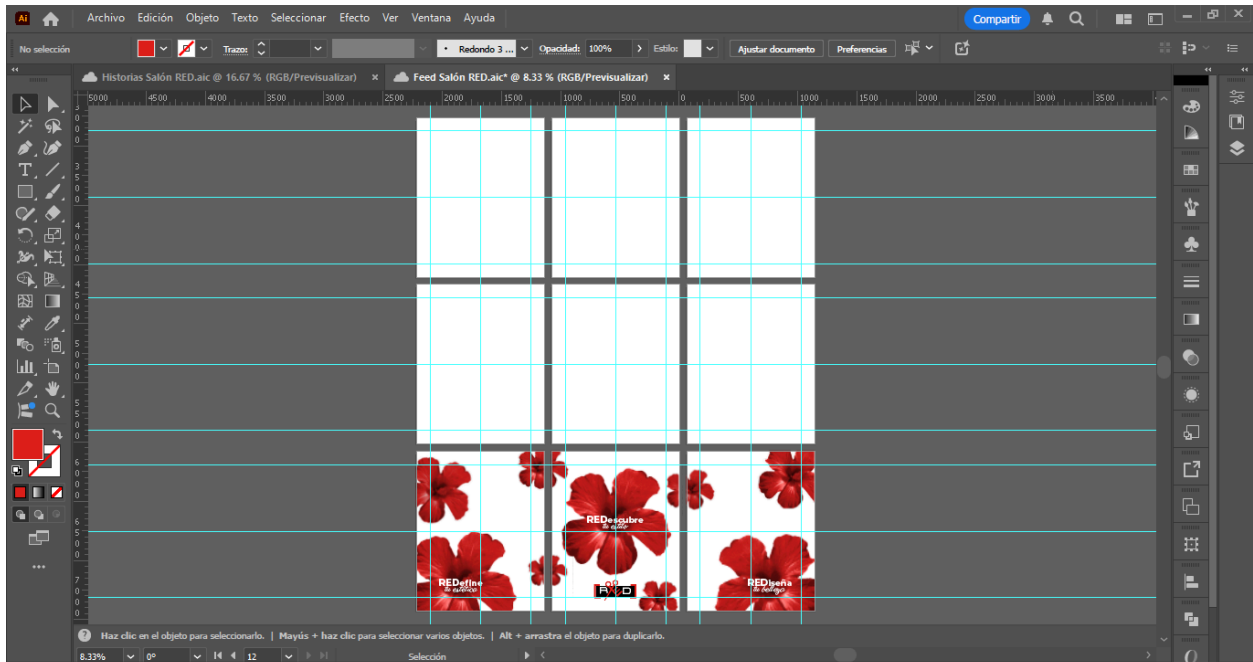 Ai Archivo Edición Objeto Texto Seleccionar Efecto Ver Ventana Ayuda Compartir
No selección Trazo: Redondo 3 ... Opacidad: 100% Estilo: Ajustar documento Preferencias
Historias Salón RED.aic @ 16.67 % (RGB/Previsualizar) × Feed Salón RED.aic* @ 8.33 % (RGB/Previsualizar) ×
5000 4500 4000 3500 3000 2500 2000 1500 1000 500 0 500 1000 1500 2000 2500 3000 3500
REDescubre
tu estilo
REDefine
tu estética
RED
REDiseña
tu belleza
Haz clic en el objeto para seleccionarlo. | Mayús + haz clic para seleccionar varios objetos. | Alt + arrastra el objeto para duplicarlo.
8.33% 0° 12 Selección